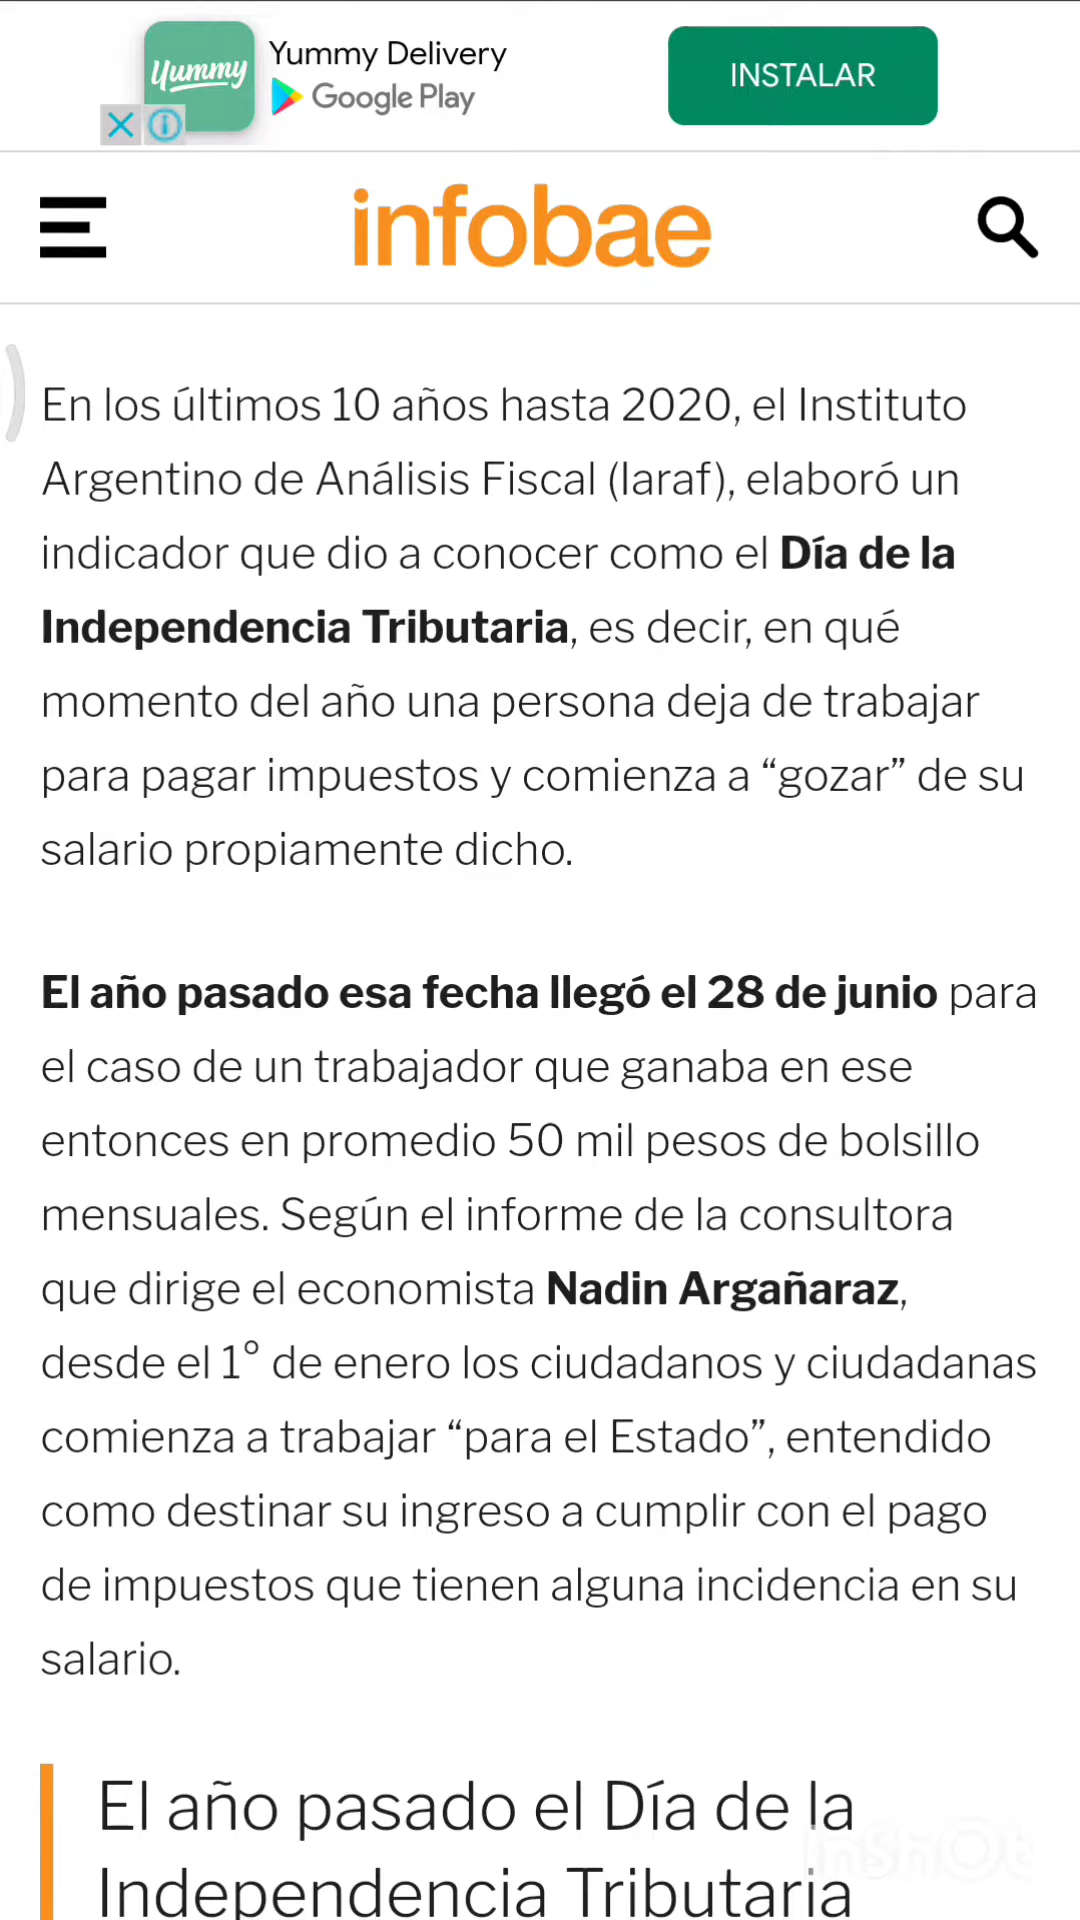 Yummy
Yummy Delivery
Google Play
INSTALAR
infobae
En los últimos 10 años hasta 2020, el Instituto
Argentino de Análisis Fiscal (Iaraf), elaboró un
indicador que dio a conocer como el Día de la
Independencia Tributaria, es decir, en qué
momento del año una persona deja de trabajar
para pagar impuestos y comienza a “gozar” de su
salario propiamente dicho.
El año pasado esa fecha llegó el 28 de junio para
el caso de un trabajador que ganaba en ese
entonces en promedio 50 mil pesos de bolsillo
mensuales. Según el informe de la consultora
que dirige el economista Nadin Argañaraz,
desde el 1° de enero los ciudadanos y ciudadanas
comienza a trabajar “para el Estado”, entendido
como destinar su ingreso a cumplir con el pago
de impuestos que tienen alguna incidencia en su
salario.
El año pasado el Día de la
Independencia Tributaria
InShOt